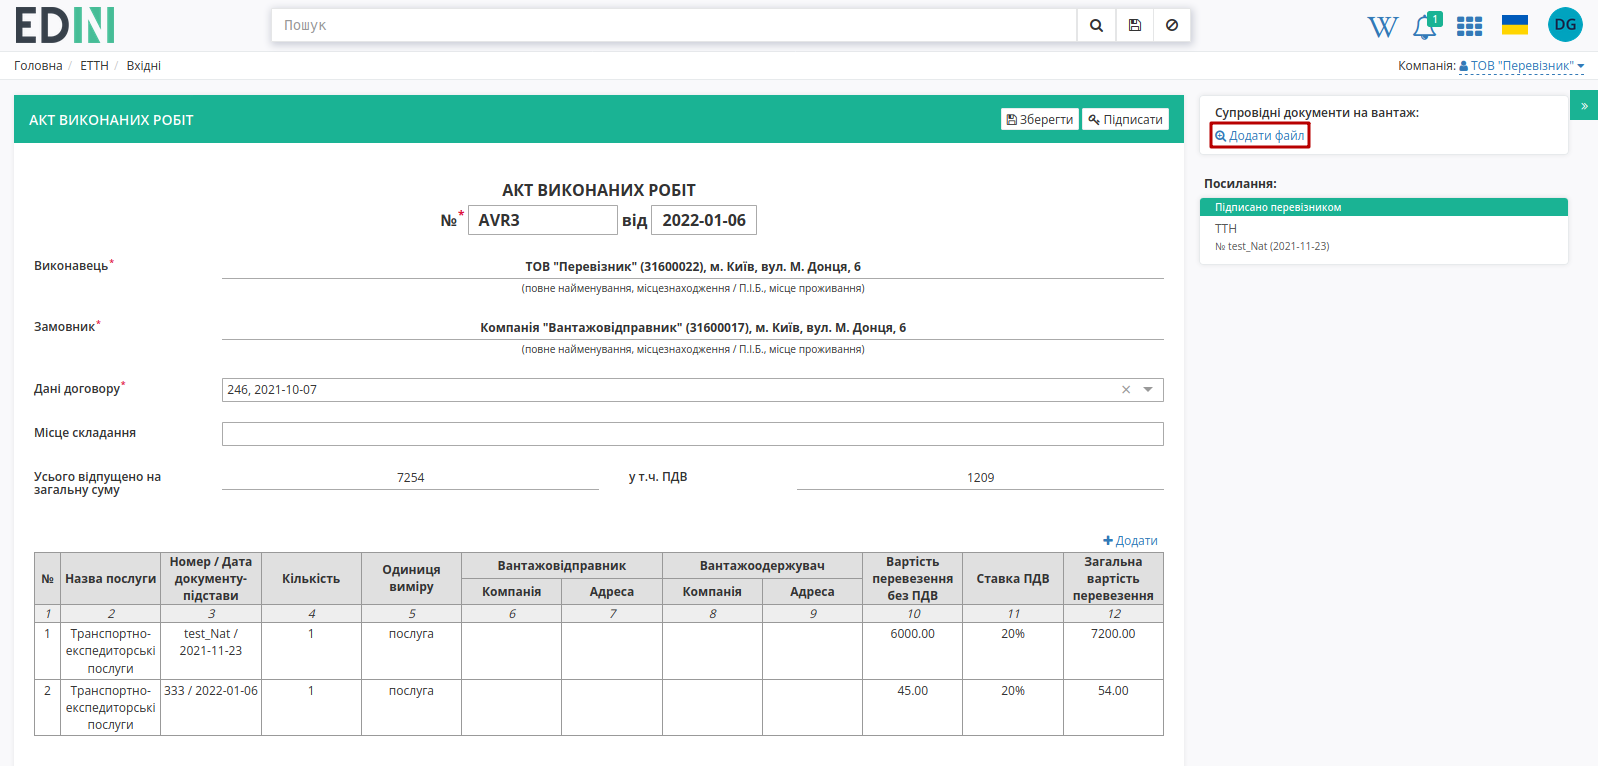 EDIN
Пошук
W
1
DG
Головна / ЕТТН / Вхідні
Компанія: ТОВ "Перевізник"
АКТ ВИКОНАНИХ РОБІТ
Зберегти
Підписати
Супровідні документи на вантаж:
Додати файл
»
Посилання:
Підписано перевізником
ТТН
№ test_Nat (2021-11-23)
АКТ ВИКОНАНИХ РОБІТ
№* AVR3 від 2022-01-06
Виконавець*
ТОВ "Перевізник" (31600022), м. Київ, вул. М. Донця, 6
(повне найменування, місцезнаходження / П.І.Б., місце проживання)
Замовник*
Компанія "Вантажовідправник" (31600017), м. Київ, вул. М. Донця, 6
(повне найменування, місцезнаходження / П.І.Б., місце проживання)
Дані договору*
246, 2021-10-07 ×
Місце складання
Усього відпущено на
загальну суму
7254
у т.ч. ПДВ
1209
Додати
№
Назва послуги
Номер / Дата
документу-
підстави
Кількість
Одиниця
виміру
Вантажовідправник
Компанія
Адреса
Вантажоодержувач
Компанія
Адреса
Вартість
перевезення
без ПДВ
Ставка ПДВ
Загальна
вартість
перевезення
1 2 3 4 5 6 7 8 9 10 11 12
1
Транспортно-
експедиторські
послуги
test_Nat /
2021-11-23
1
послуга
6000.00
20%
7200.00
2
Транспортно-
експедиторські
послуги
333 / 2022-01-06
1
послуга
45.00
20%
54.00